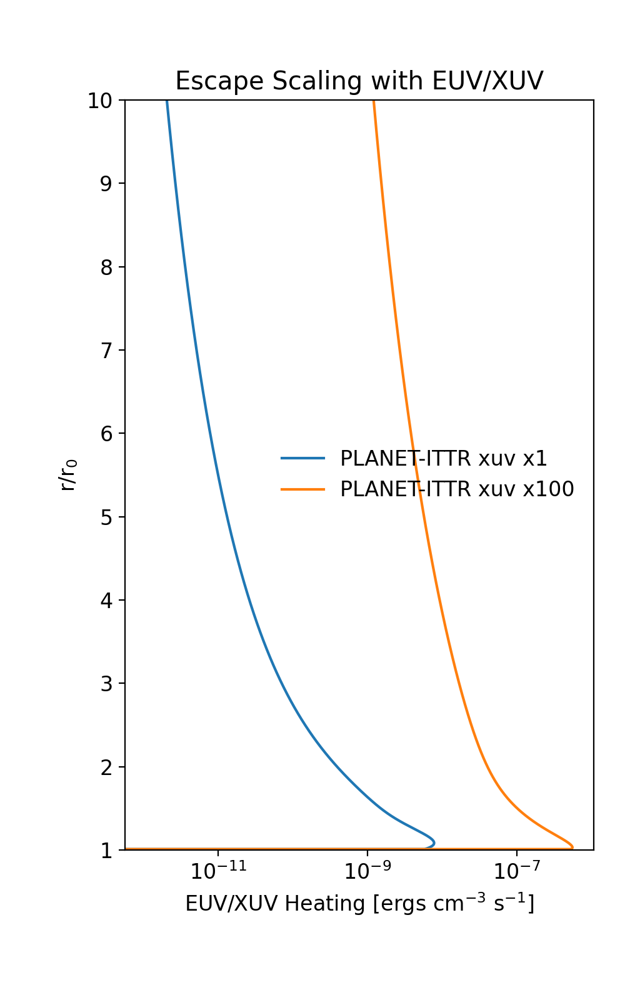 Escape Scaling with EUV/XUV
10
9
8
7
6
5
4
3
2
1
r/r₀
PLANET-ITTR xuv x1
PLANET-ITTR xuv x100
10⁻¹¹ 10⁻⁹ 10⁻⁷
EUV/XUV Heating [ergs cm⁻³ s⁻¹]